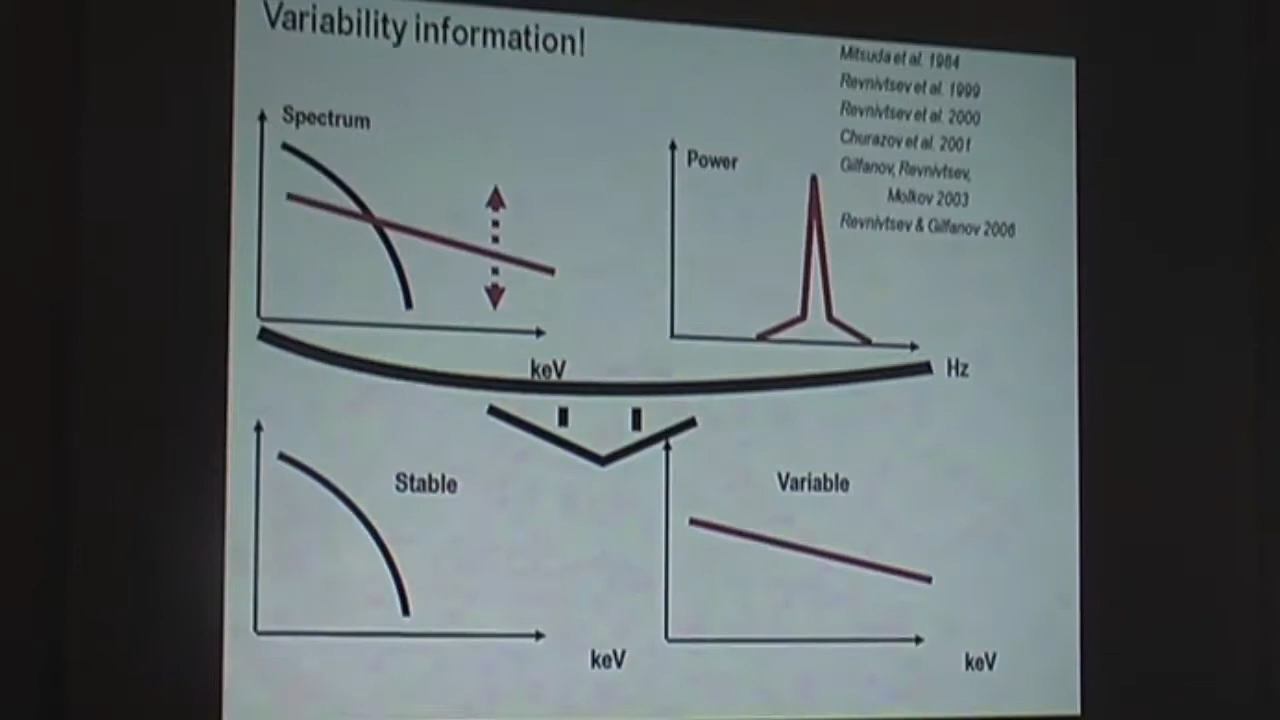 Variability information!
Mitsuda et al. 1984
Revnivtsev et al. 1999
Revnivtsev et al. 2000
Churazov et al. 2001
Gilfanov, Revnivtsev,
Molkov 2003
Revnivtsev & Gilfanov 2006
Spectrum
Power
keV
Hz
Stable
Variable
keV
keV